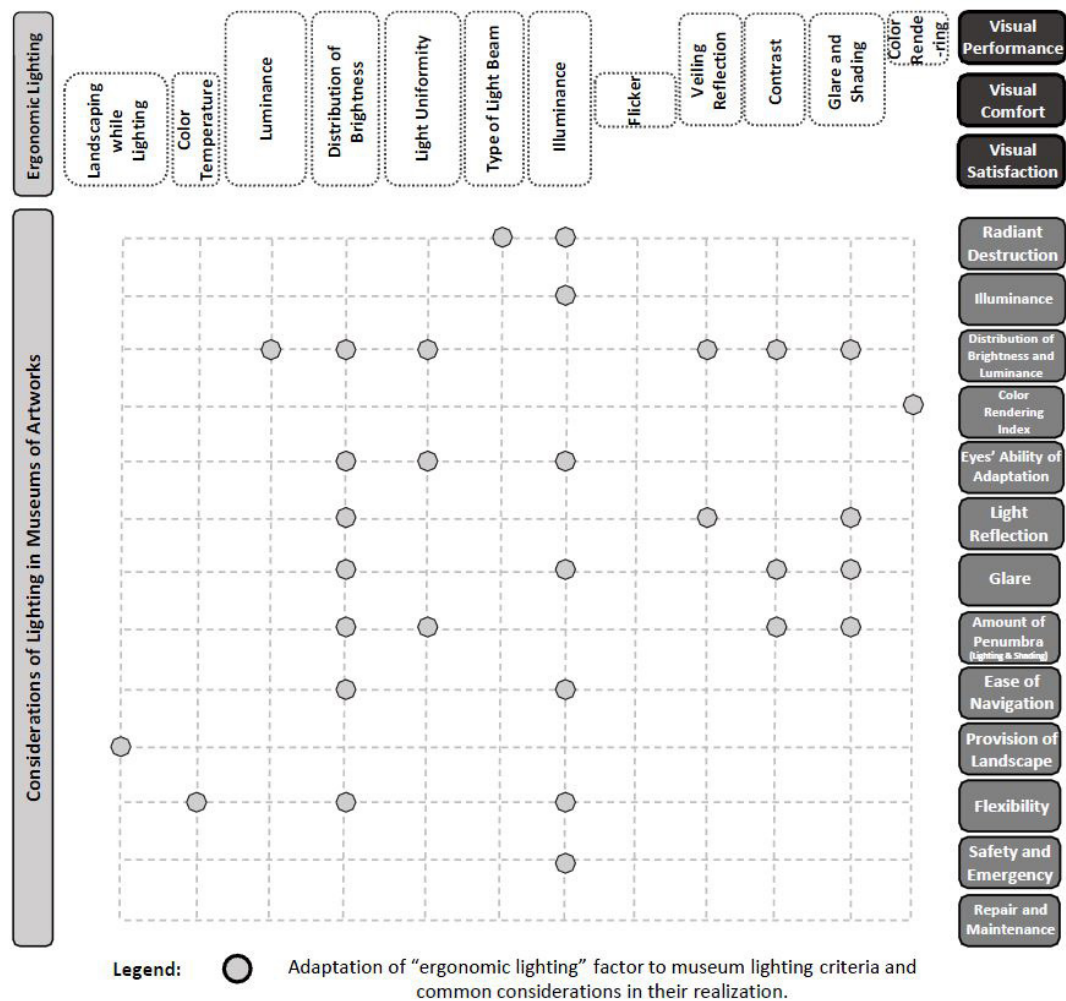 Ergonomic Lighting
Landscaping
while
Lighting
Color
Temperature
Luminance
Distribution of
Brightness
Light Uniformity
Type of Light Beam
Illuminance
Flicker
Veiling
Reflection
Contrast
Glare and
Shading
Color
Rende
-ring
Visual
Performance
Visual
Comfort
Visual
Satisfaction
Considerations of Lighting in Museums of Artworks
Radiant
Destruction
Illuminance
Distribution of
Brightness and
Luminance
Color
Rendering
Index
Eyes' Ability of
Adaptation
Light
Reflection
Glare
Amount of
Penumbra
(Lighting & Shading)
Ease of
Navigation
Provision of
Landscape
Flexibility
Safety and
Emergency
Repair and
Maintenance
Legend:
Adaptation of “ergonomic lighting” factor to museum lighting criteria and
common considerations in their realization.